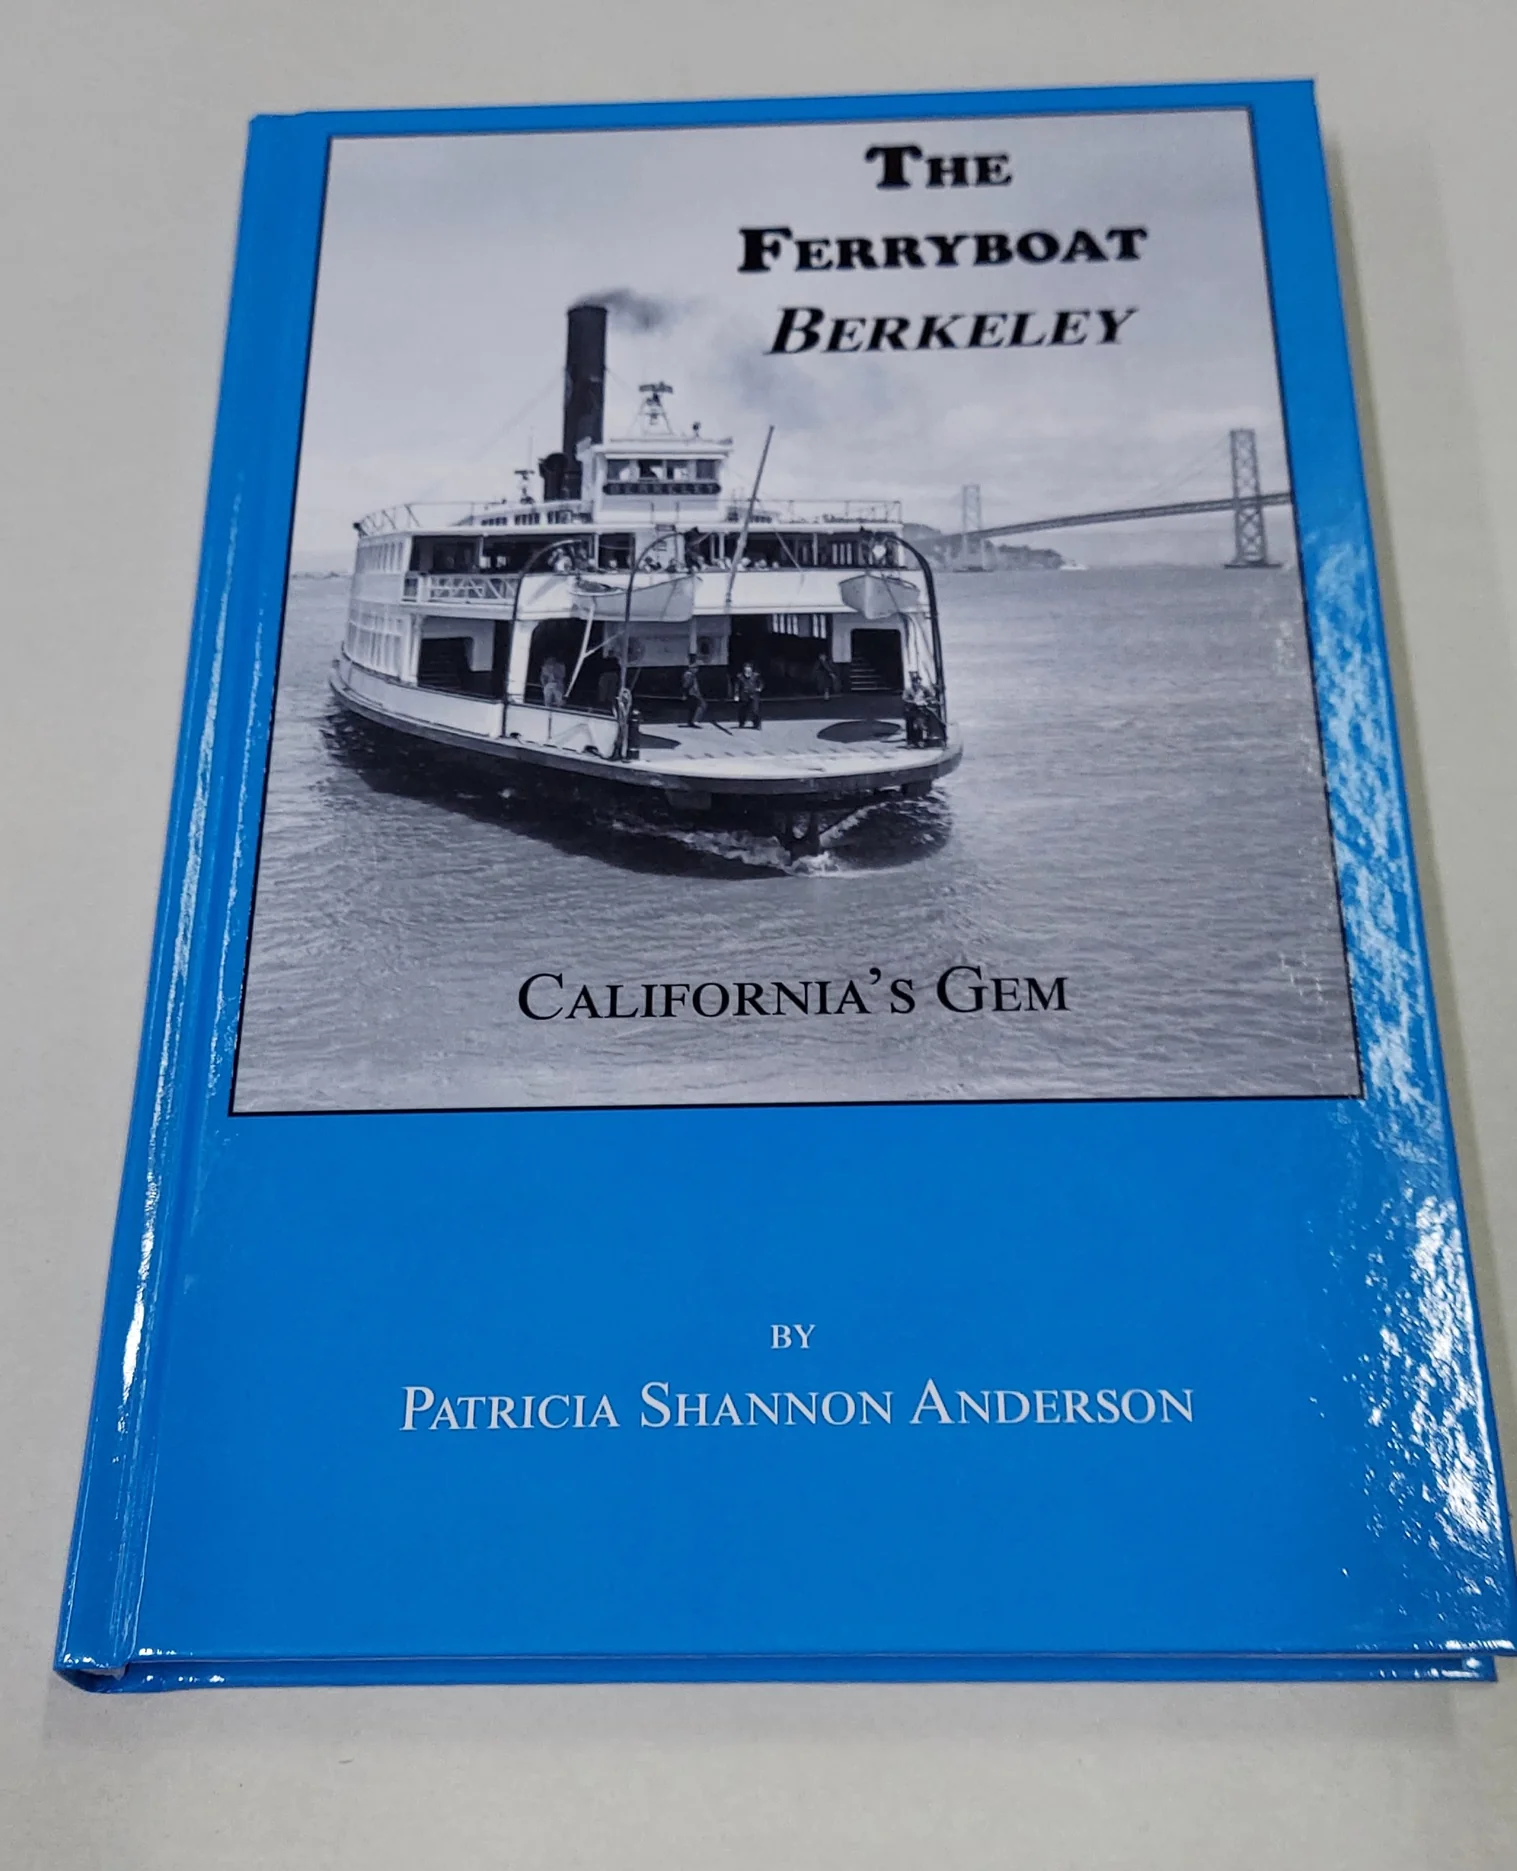 THE
FERRYBOAT
BERKELEY
BERKELEY
CALIFORNIA'S GEM
BY
PATRICIA SHANNON ANDERSON